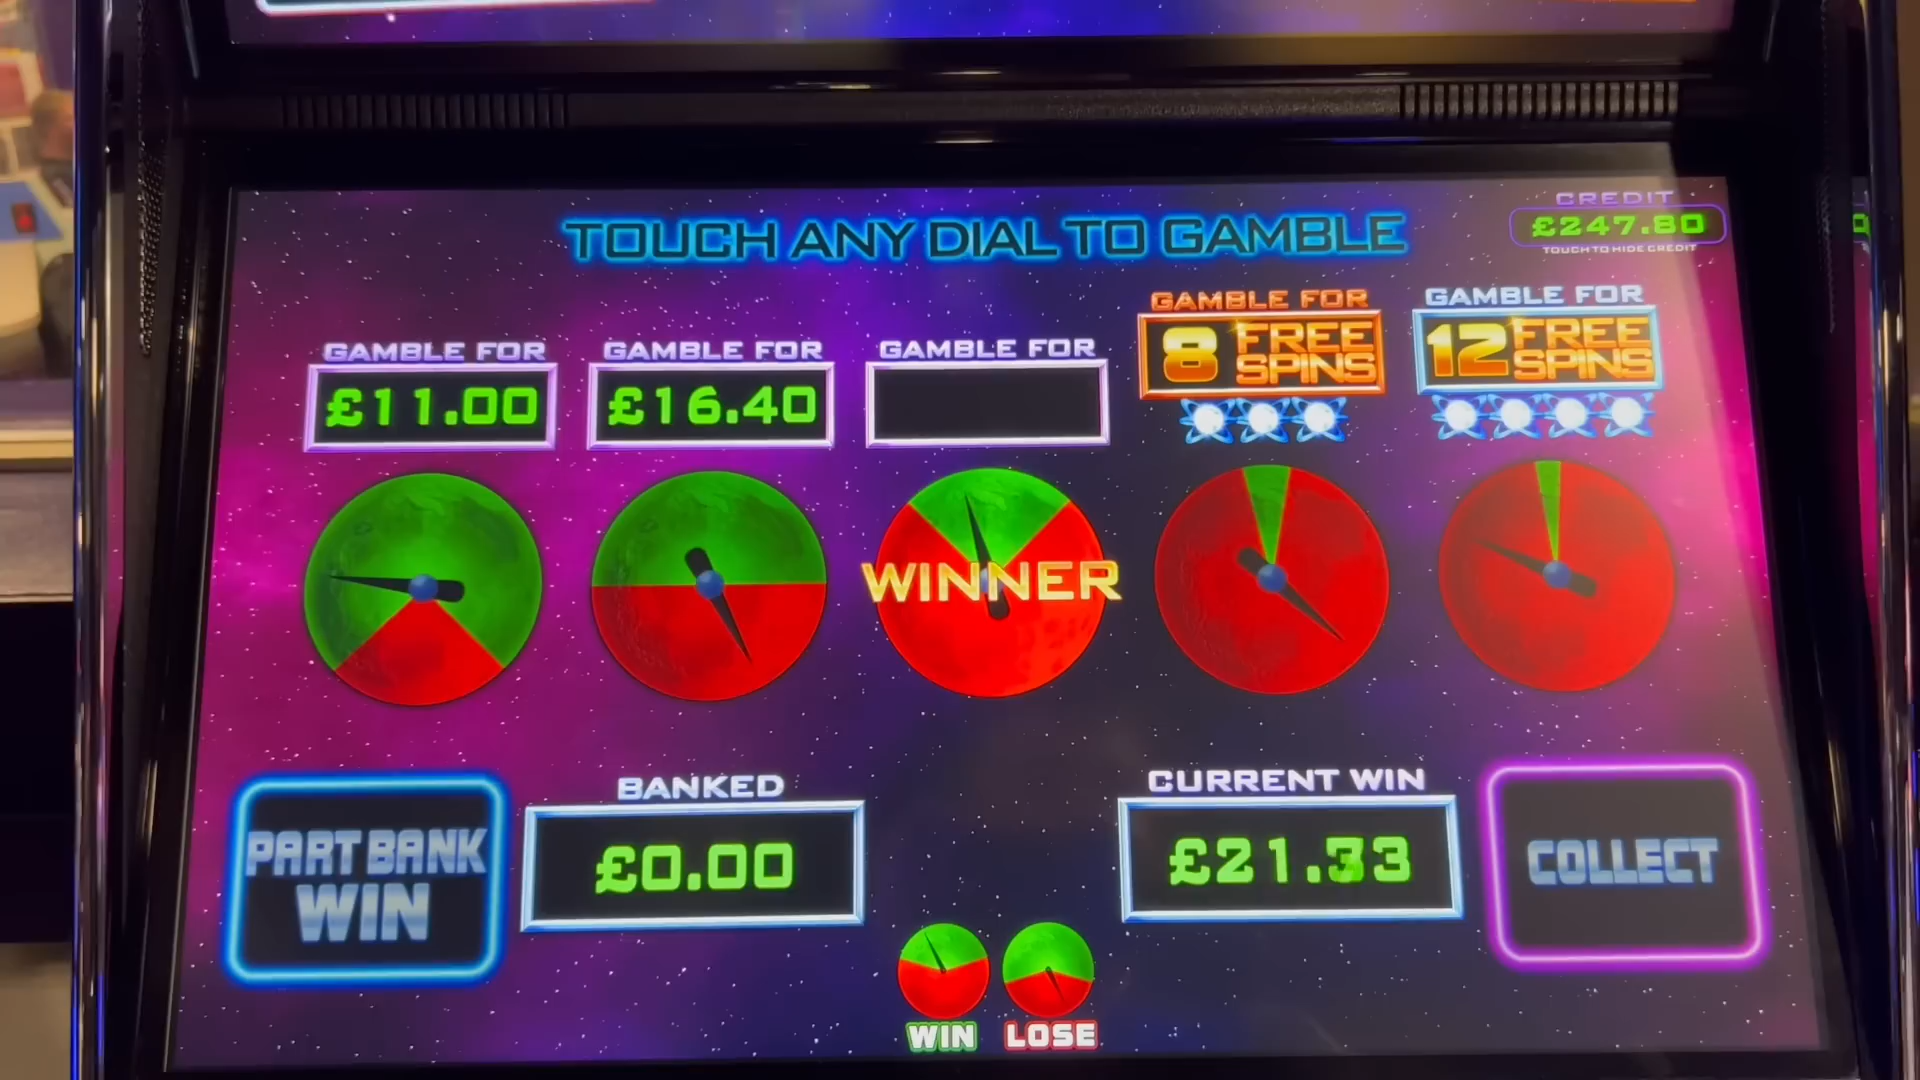 TOUCH ANY DIAL TO GAMBLE
CREDIT
£247.80
TOUCH TO HIDE CREDIT
GAMBLE FOR
£11.00
GAMBLE FOR
£16.40
GAMBLE FOR
GAMBLE FOR
8 FREE SPINS
GAMBLE FOR
12 FREE SPINS
WINNER
PART BANK
WIN
BANKED
£0.00
CURRENT WIN
£21.33
COLLECT
WIN
LOSE